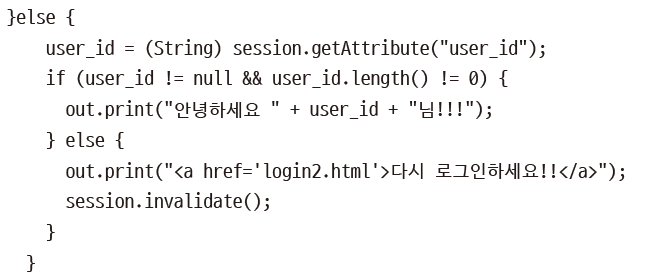 }else {
    user_id = (String) session.getAttribute("user_id");
    if (user_id != null && user_id.length() != 0) {
      out.print("안녕하세요 " + user_id + "님!!!");
    } else {
      out.print("<a href='login2.html'>다시 로그인하세요!!</a>");
      session.invalidate();
    }
  }